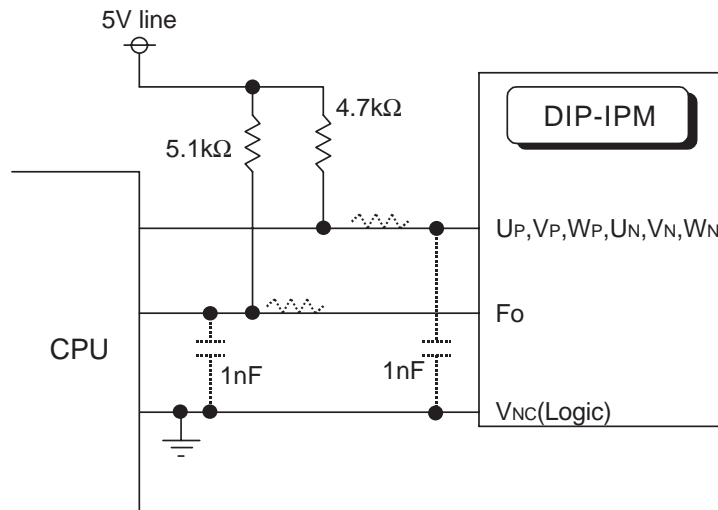 5V line
4.7kΩ
5.1kΩ
DIP-IPM
UP,VP,WP,UN,VN,WN
Fo
CPU
1nF
1nF
VNC(Logic)